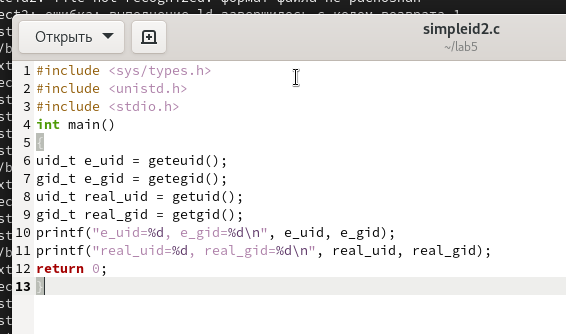 Открыть
simpleid2.c
~/lab5
1 #include <sys/types.h>
2 #include <unistd.h>
3 #include <stdio.h>
4 int main()
5 {
6 uid_t e_uid = geteuid();
7 gid_t e_gid = getegid();
8 uid_t real_uid = getuid();
9 gid_t real_gid = getgid();
10 printf("e_uid=%d, e_gid=%d\n", e_uid, e_gid);
11 printf("real_uid=%d, real_gid=%d\n", real_uid, real_gid);
12 return 0;
13 }